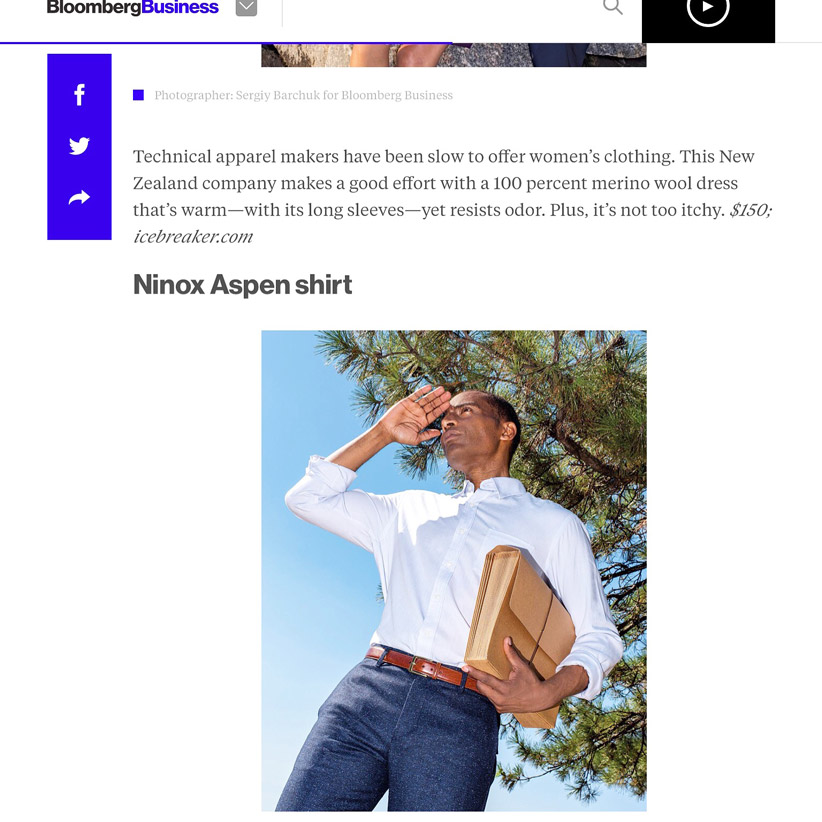 BloombergBusiness
Photographer: Sergiy Barchuk for Bloomberg Business
Technical apparel makers have been slow to offer women’s clothing. This New
Zealand company makes a good effort with a 100 percent merino wool dress
that’s warm—with its long sleeves—yet resists odor. Plus, it’s not too itchy. $150;
icebreaker.com
Ninox Aspen shirt